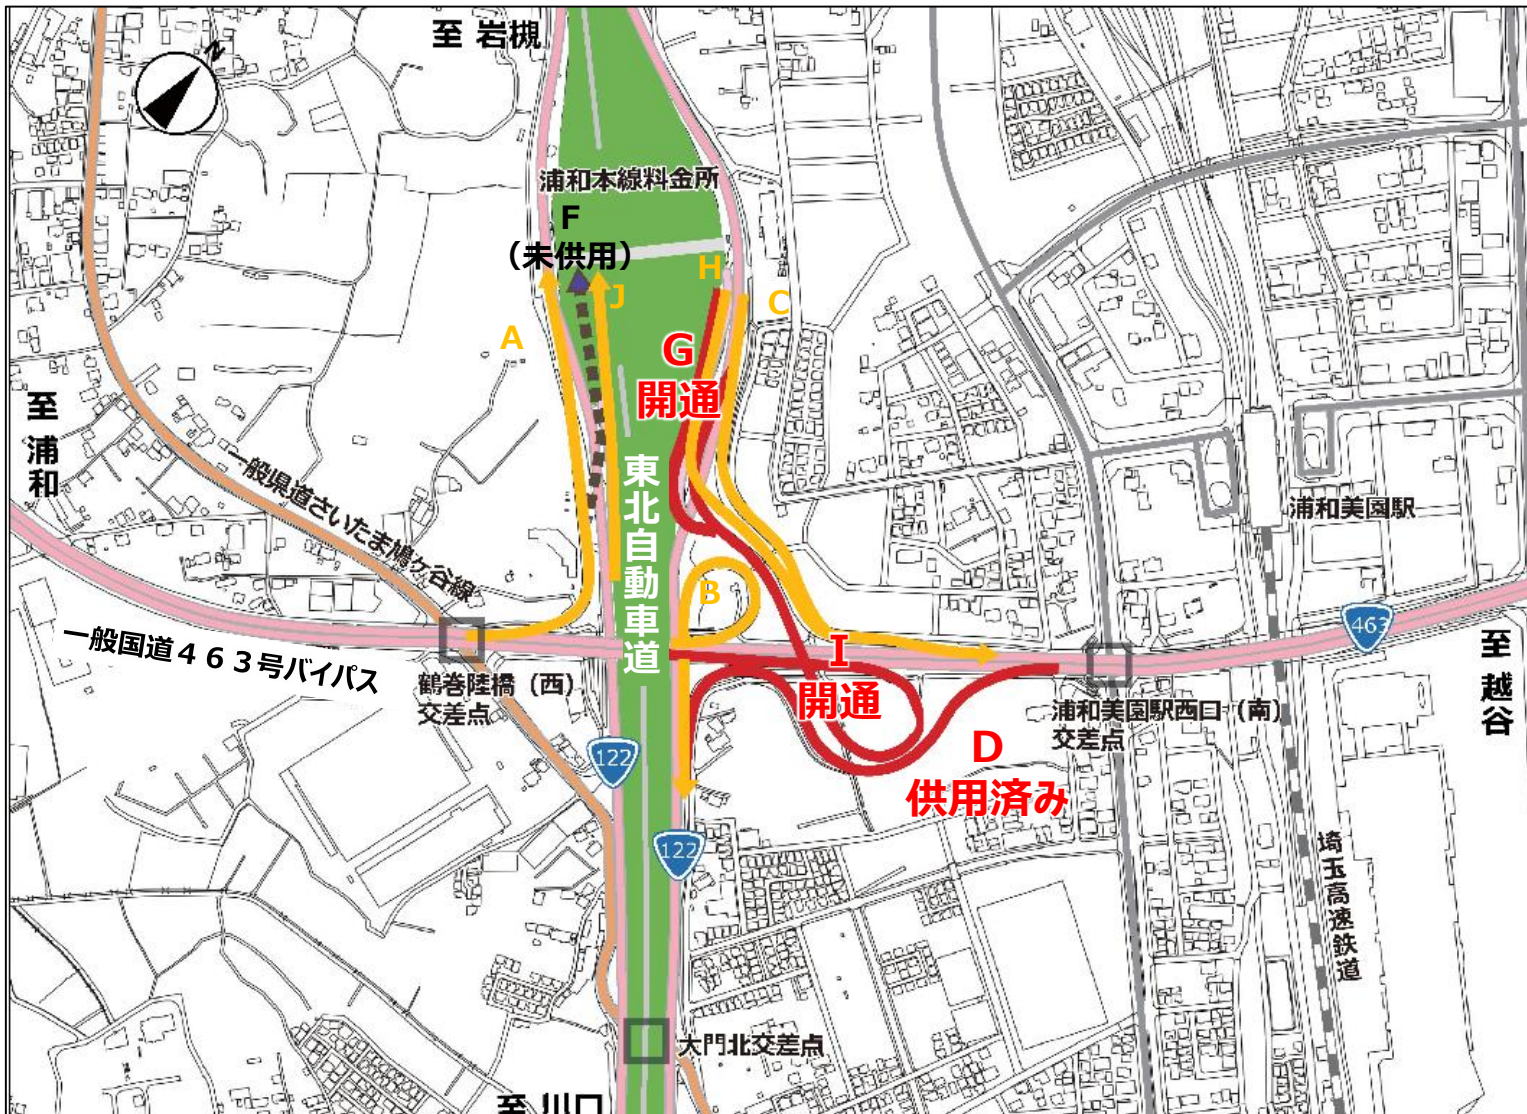 至 岩槻
N
浦和本線料金所
F
（未供用）
H
J
C
A
G
開通
至 浦和
東北自動車道
一般県道さいたま鳩ヶ谷線
浦和美園駅
B
463
一般国道４６３号バイパス
I
開通
至 越谷
鶴巻陸橋（西）
交差点
浦和美園駅西口（南）
交差点
D
供用済み
122
122
埼玉高速鉄道
大門北交差点
至 川口